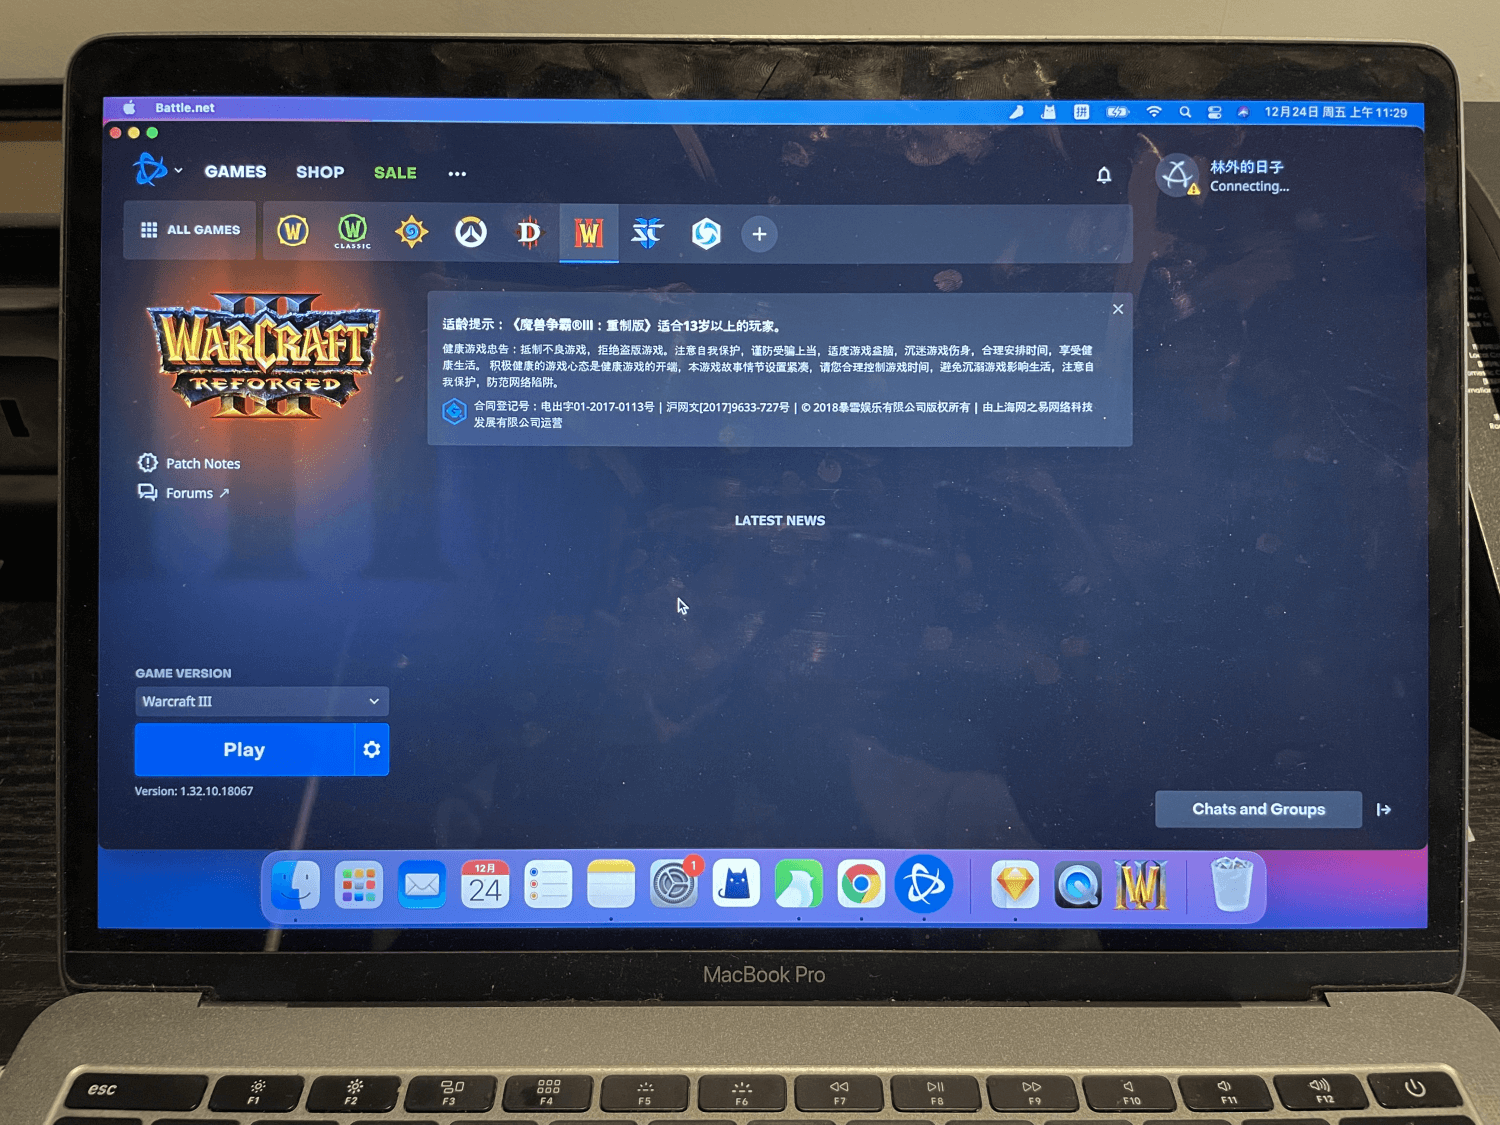 Battle.net
拼
12月24日 周五 上午11:29
GAMES
SHOP
SALE
林外的日子
Connecting...
ALL GAMES
W
W
CLASSIC
D
W
SC
WARCRAFT
III
REFORGED
适龄提示：《魔兽争霸®III：重制版》适合13岁以上的玩家。
健康游戏忠告：抵制不良游戏，拒绝盗版游戏。注意自我保护，谨防受骗上当，适度游戏益脑，沉迷游戏伤身，合理安排时间，享受健
康生活。 积极健康的游戏心态是健康游戏的开端，本游戏故事情节设置紧凑，请您合理控制游戏时间，避免沉溺游戏影响生活，注意自
我保护，防范网络陷阱。
合同登记号：电出字01-2017-0113号 | 沪网文[2017]9633-727号 | © 2018暴雪娱乐有限公司版权所有 | 由上海网之易网络科技
发展有限公司运营
Patch Notes
Forums
LATEST NEWS
GAME VERSION
Warcraft III
Play
Version: 1.32.10.18067
Chats and Groups
12月
24
1
W
MacBook Pro
esc
F1
F2
F3
F4
F5
F6
F7
F8
F9
F10
F11
F12